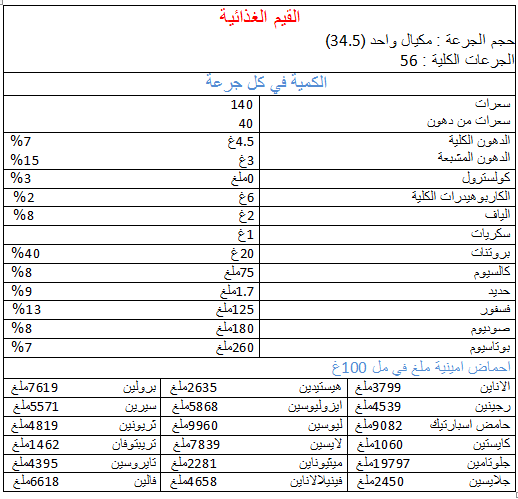 القيم الغذائية
حجم الجرعة : مكيال واحد (34.5)
الجرعات الكلية : 56
الكمية في كل جرعة
سعرات 140
سعرات من دهون 40
الدهون الكلية 4.5غ 7%
الدهون المشبعة 3غ 15%
كولسترول 0ملغ 3%
الكاربوهيدرات الكلية 6غ 2%
الياف 2غ 8%
سكريات 1غ
بروتنات 20غ 40%
كالسيوم 75ملغ 8%
حديد 1.7ملغ 9%
فسفور 125ملغ 13%
صوديوم 180ملغ 8%
بوتاسيوم 260ملغ 7%
احماض امينية ملغ في مل 100غ
الاناين 3799ملغ هيستيدين 2635ملغ برولين 7619ملغ
رجينين 4539ملغ ايزوليوسين 5868ملغ سيرين 5571ملغ
حامض اسبارتيك 9082ملغ ليوسين 9960ملغ تريونين 4819ملغ
كايستين 1060ملغ لايسين 7839ملغ تريبتوفان 1462ملغ
جلوتامين 19797ملغ ميتيوناين 2281ملغ تايروسين 4395ملغ
جلايسين 2450ملغ فينيلالاناين 4658ملغ فالين 6618ملغ